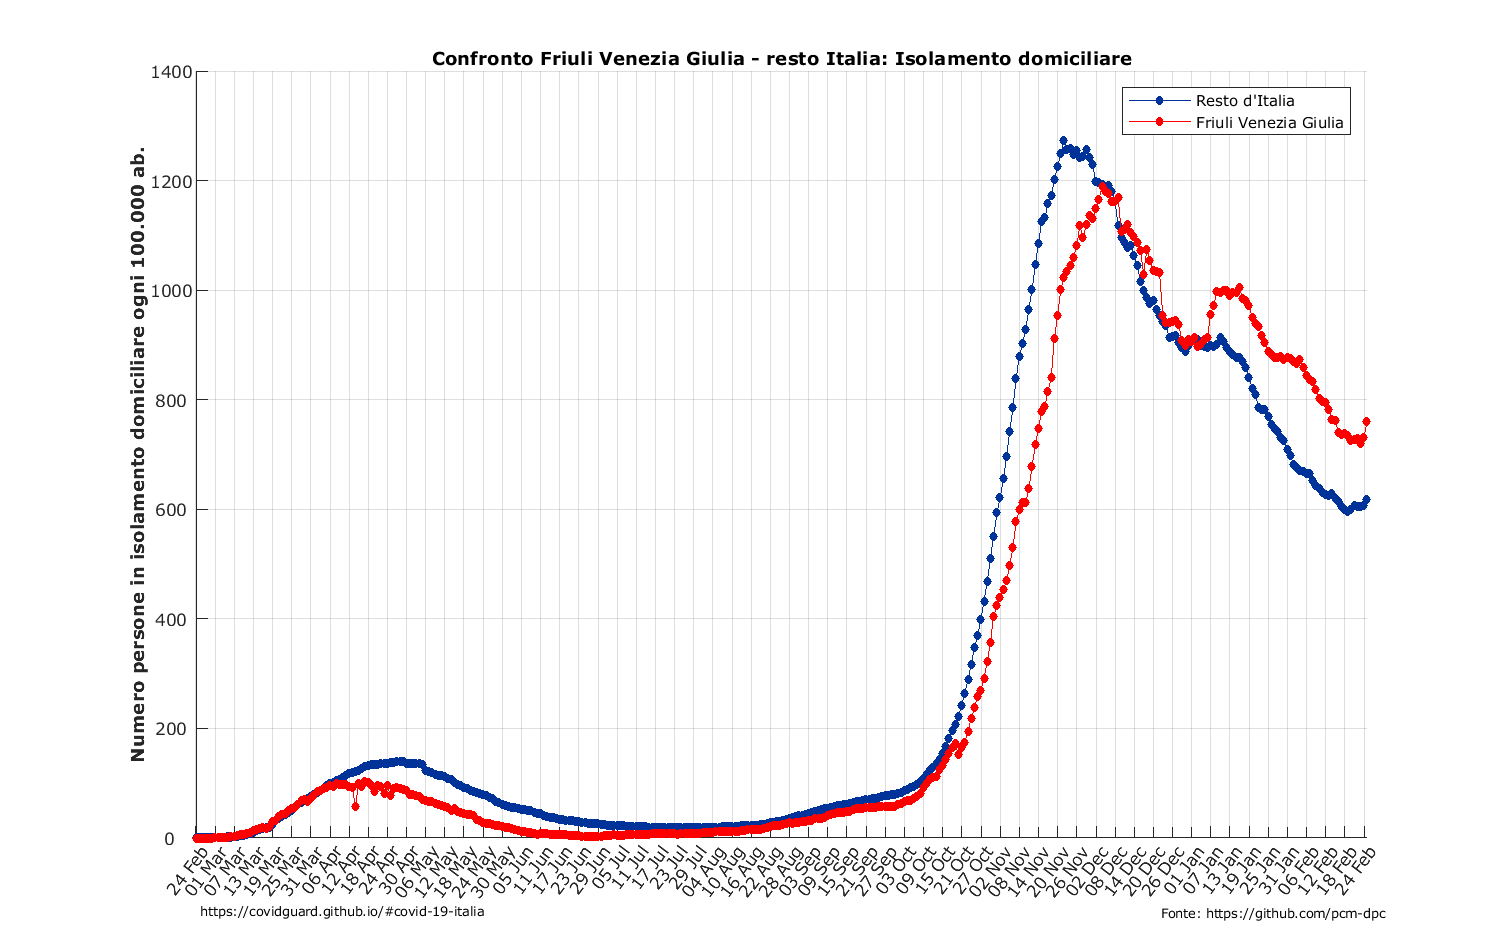 Confronto Friuli Venezia Giulia - resto Italia: Isolamento domiciliare
Resto d'Italia
Friuli Venezia Giulia
Numero persone in isolamento domiciliare ogni 100.000 ab.
1400
1200
1000
800
600
400
200
0
24 Feb
01 Mar
07 Mar
13 Mar
19 Mar
25 Mar
31 Mar
06 Apr
12 Apr
18 Apr
24 Apr
30 Apr
06 May
12 May
18 May
24 May
30 May
05 Jun
11 Jun
17 Jun
23 Jun
29 Jun
05 Jul
11 Jul
17 Jul
23 Jul
29 Jul
04 Aug
10 Aug
16 Aug
22 Aug
28 Aug
03 Sep
09 Sep
15 Sep
21 Sep
27 Sep
03 Oct
09 Oct
15 Oct
21 Oct
27 Oct
02 Nov
08 Nov
14 Nov
20 Nov
26 Nov
02 Dec
08 Dec
14 Dec
20 Dec
26 Dec
01 Jan
07 Jan
13 Jan
19 Jan
25 Jan
31 Jan
06 Feb
12 Feb
18 Feb
24 Feb
https://covidguard.github.io/#covid-19-italia
Fonte: https://github.com/pcm-dpc